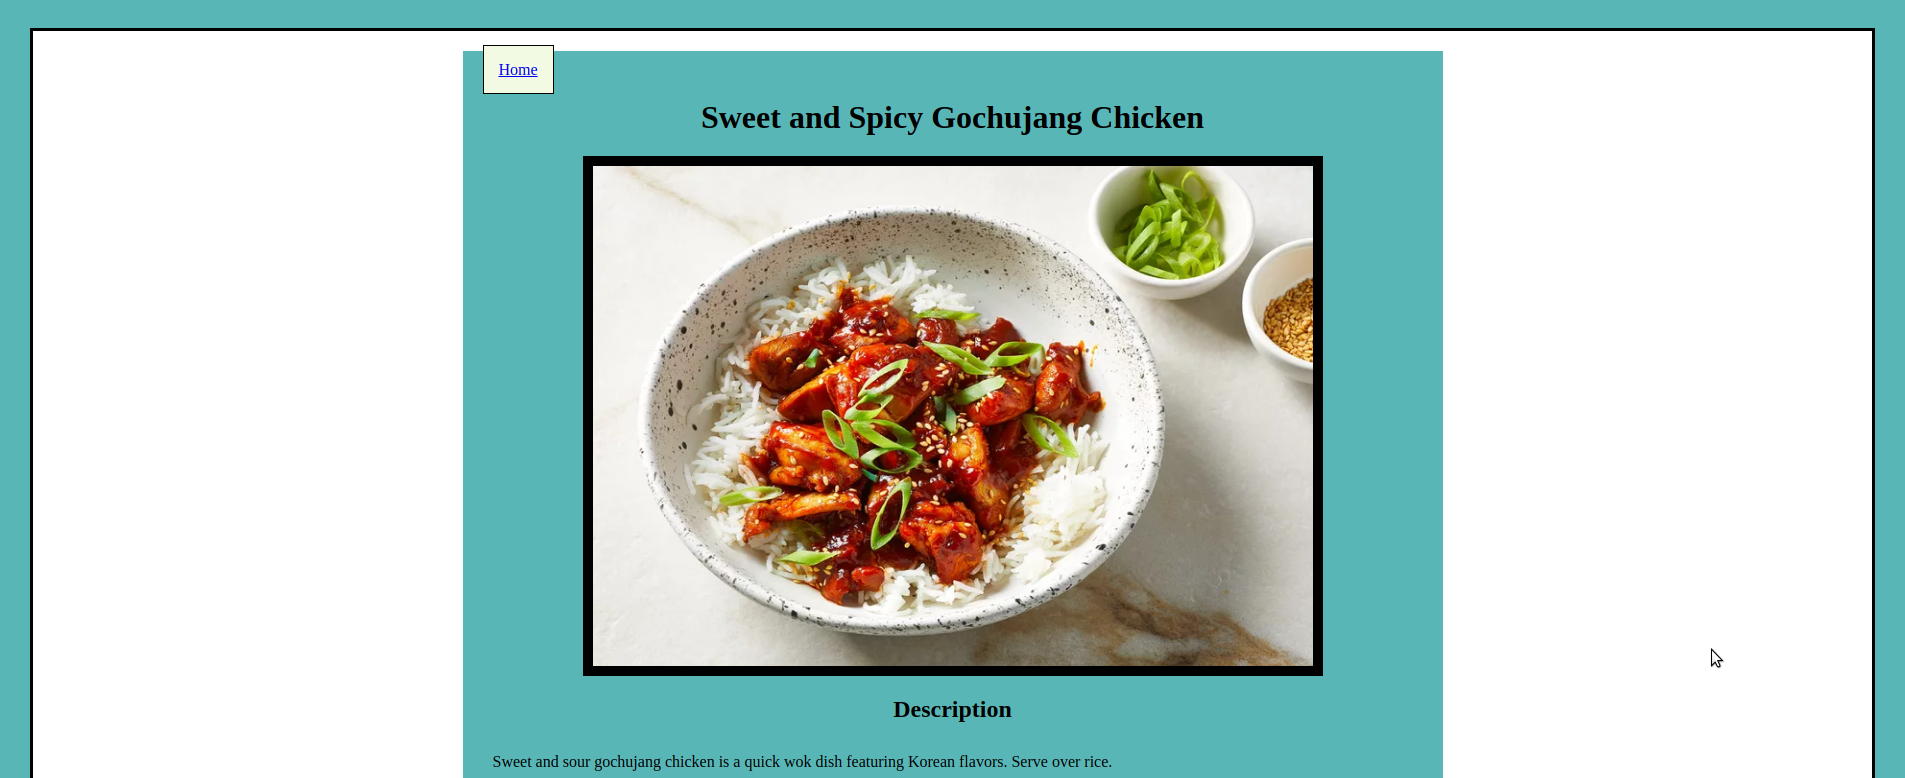 Home
Sweet and Spicy Gochujang Chicken
Description
Sweet and sour gochujang chicken is a quick wok dish featuring Korean flavors. Serve over rice.